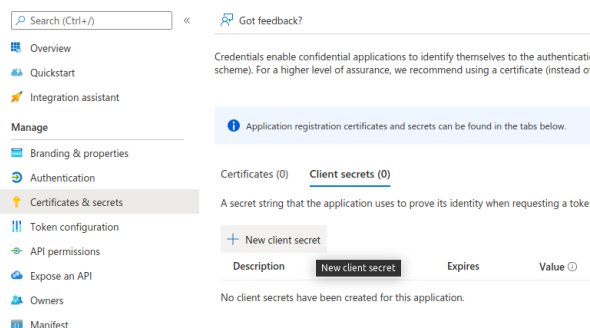 Search (Ctrl+/)
«
Overview
Quickstart
Integration assistant
Manage
Branding & properties
Authentication
Certificates & secrets
Token configuration
API permissions
Expose an API
Owners
Manifest
Got feedback?
Credentials enable confidential applications to identify themselves to the authenticati
scheme). For a higher level of assurance, we recommend using a certificate (instead o
Application registration certificates and secrets can be found in the tabs below.
Certificates (0) Client secrets (0)
A secret string that the application uses to prove its identity when requesting a toke
New client secret
Description Expires Value
New client secret
No client secrets have been created for this application.